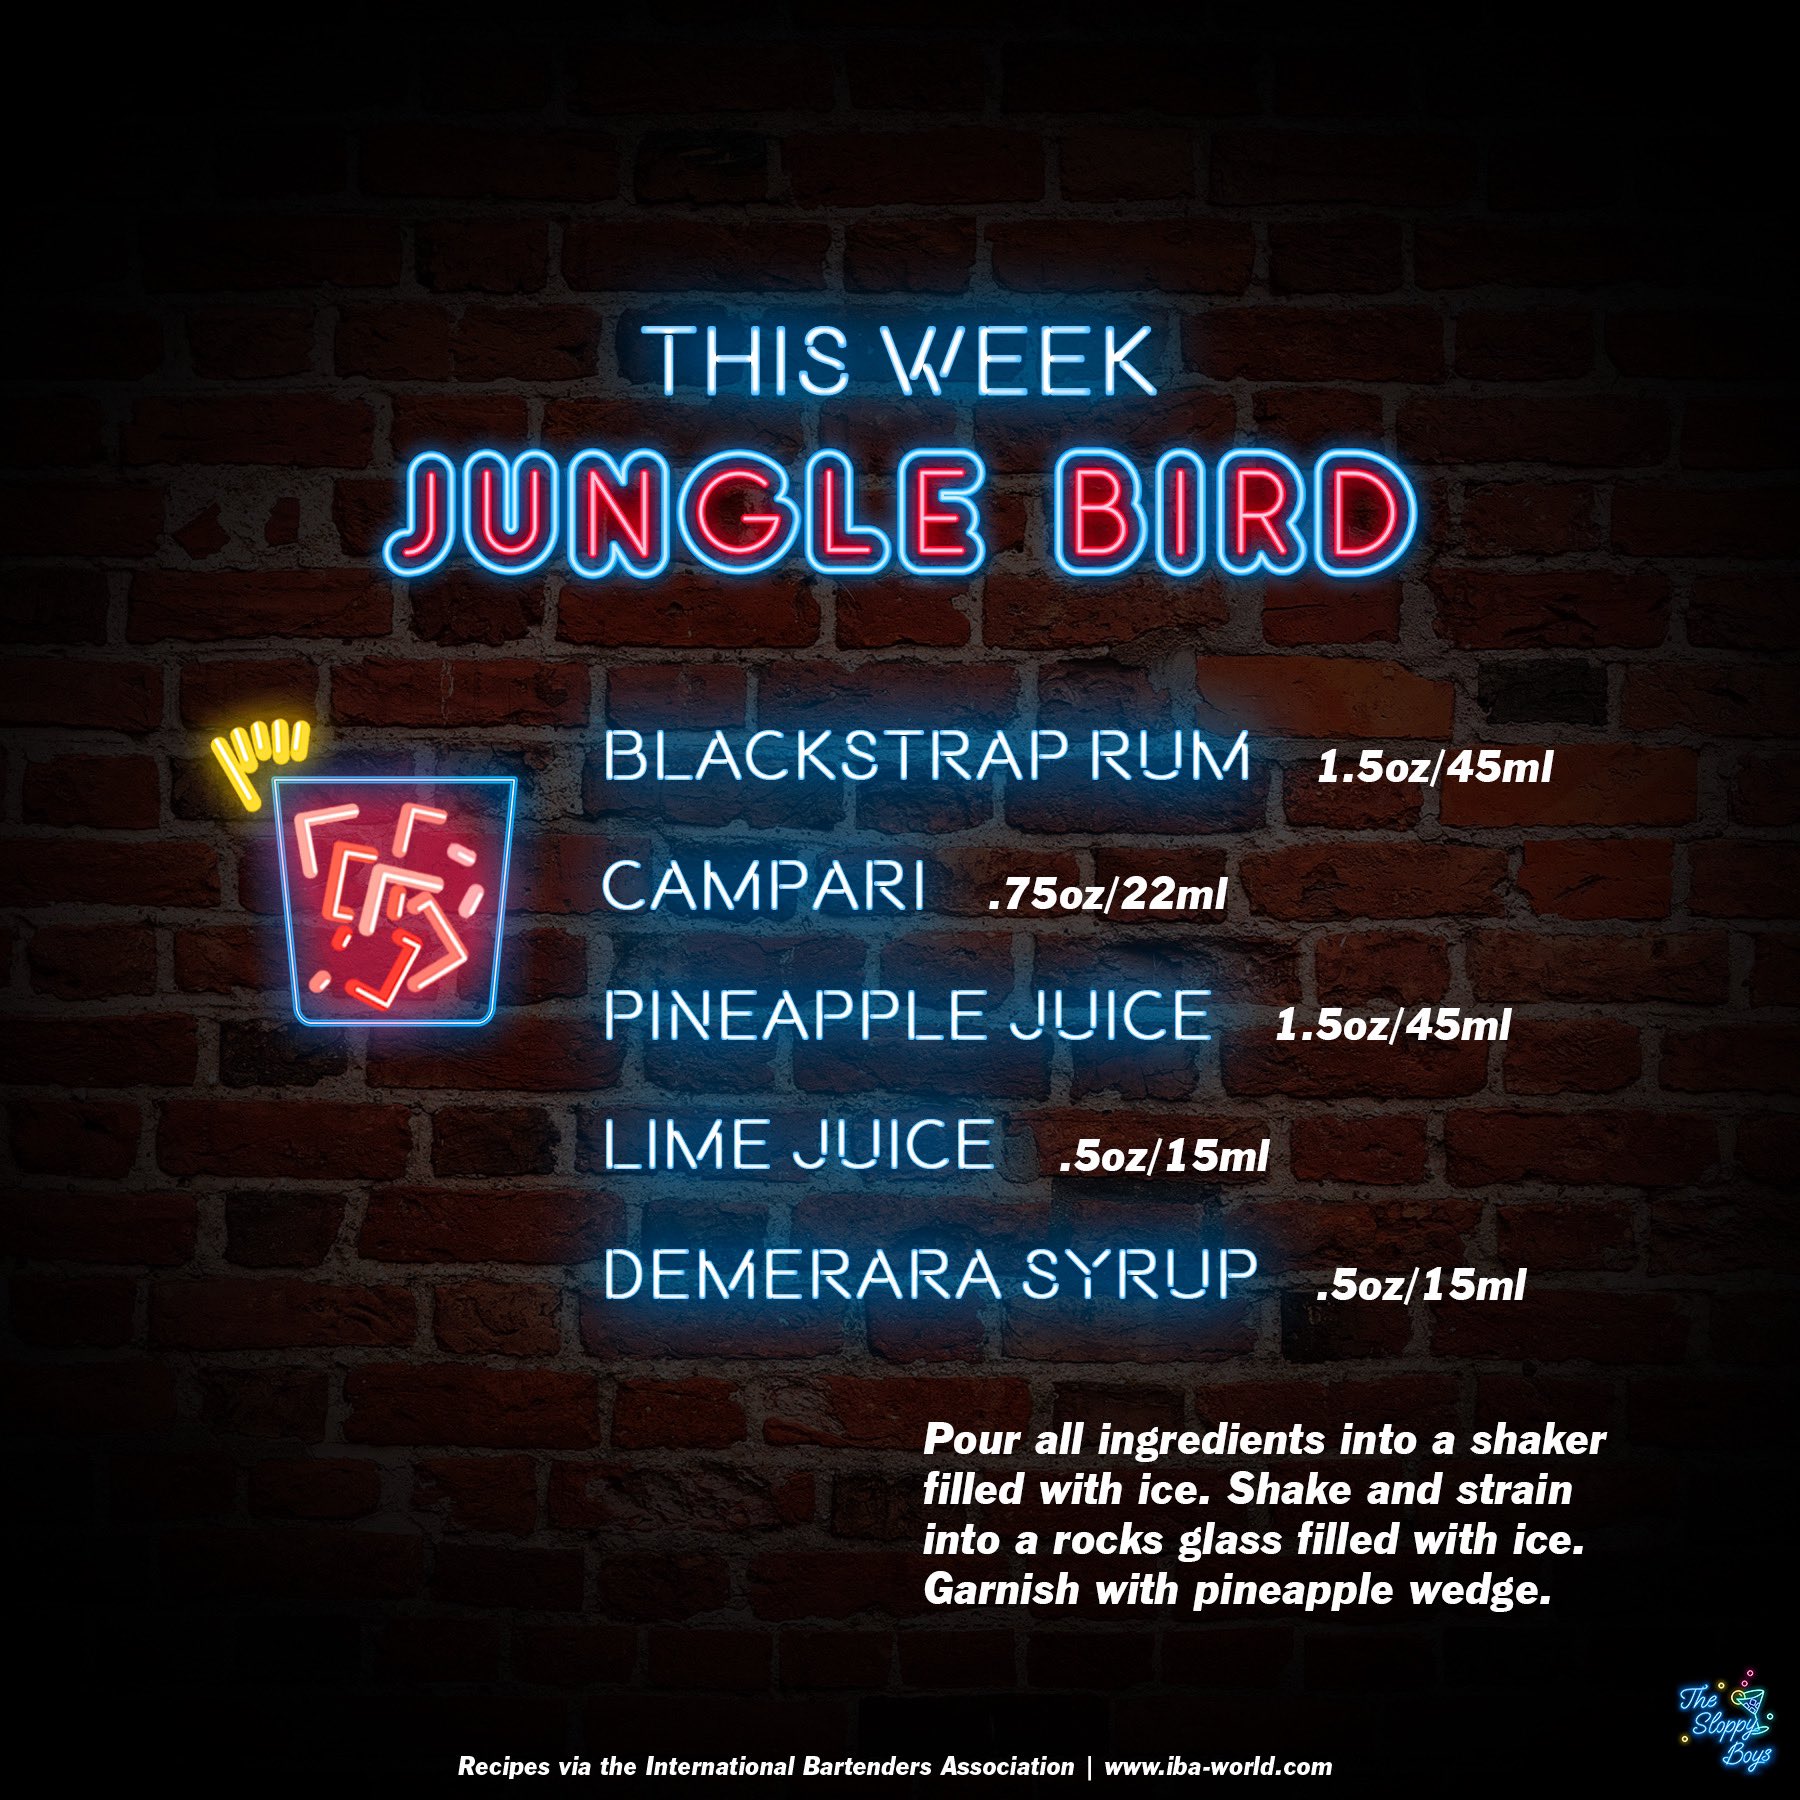 THIS WEEK
JUNGLE BIRD
BLACKSTRAP RUM 1.5oz/45ml
CAMPARI .75oz/22ml
PINEAPPLE JUICE 1.5oz/45ml
LIME JUICE .5oz/15ml
DEMERARA SYRUP .5oz/15ml
Pour all ingredients into a shaker
filled with ice. Shake and strain
into a rocks glass filled with ice.
Garnish with pineapple wedge.
The
Sloppy
Boys
Recipes via the International Bartenders Association | www.iba-world.com